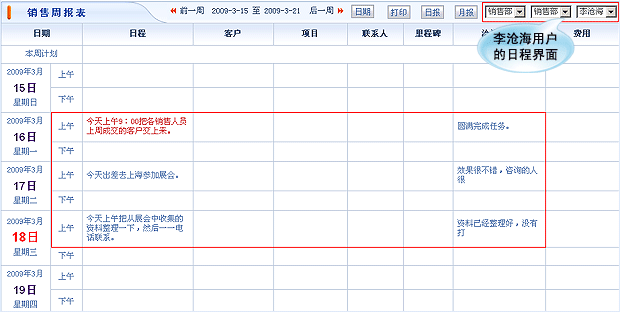 销售周报表
前一周 2009-3-15 至 2009-3-21 后一周
日期 打印 日报 月报
销售部 销售部 李沧海
李沧海用户
的日程界面
日期 日程 客户 项目 联系人 里程碑 费用
本周计划
2009年3月
15日
星期日
上午
下午
2009年3月
16日
星期一
上午
今天上午9:00把各销售人员
上周成交的客户交上来。
圆满完成任务。
下午
2009年3月
17日
星期二
上午
今天出差去上海参加展会。
效果很不错,咨询的人
很
下午
2009年3月
18日
星期三
上午
今天上午把从展会中收集的
资料整理一下,然后一一电
话联系。
资料已经整理好,没有
打
下午
2009年3月
19日
星期四
上午
下午